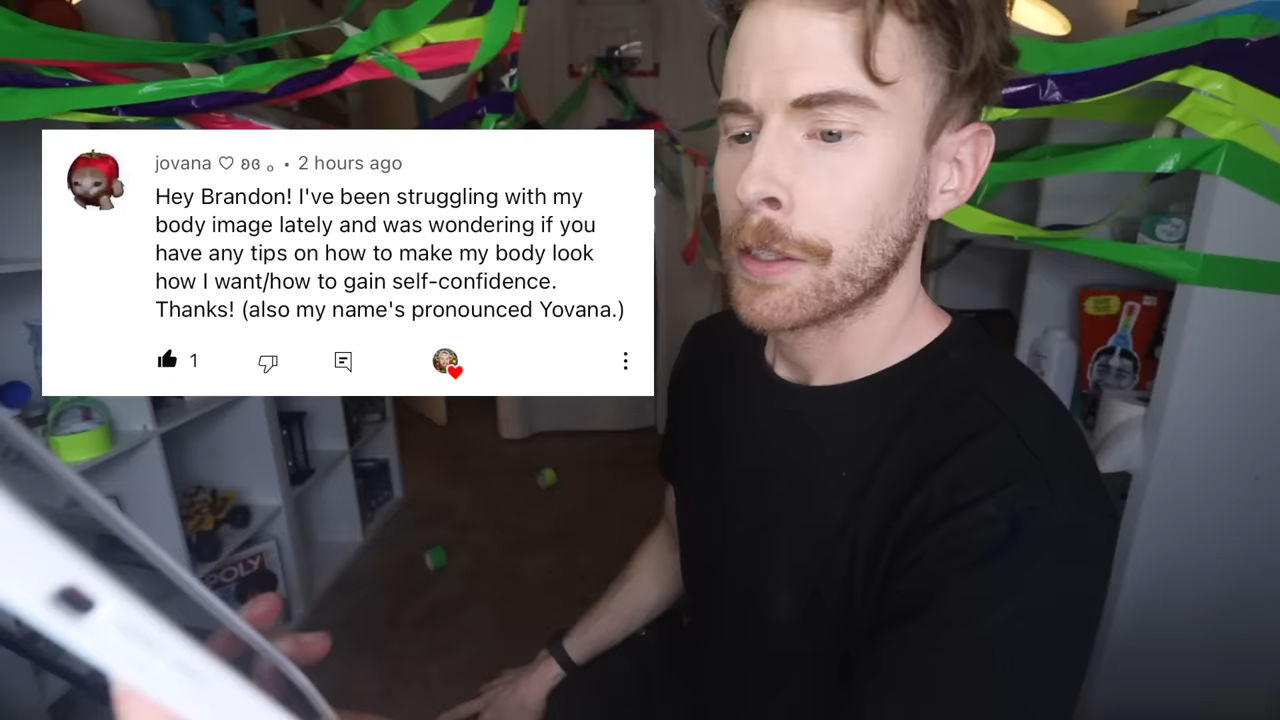 jovana ♡ ʚɞ 。 • 2 hours ago
Hey Brandon! I've been struggling with my
body image lately and was wondering if you
have any tips on how to make my body look
how I want/how to gain self-confidence.
Thanks! (also my name's pronounced Yovana.)
1
OLY